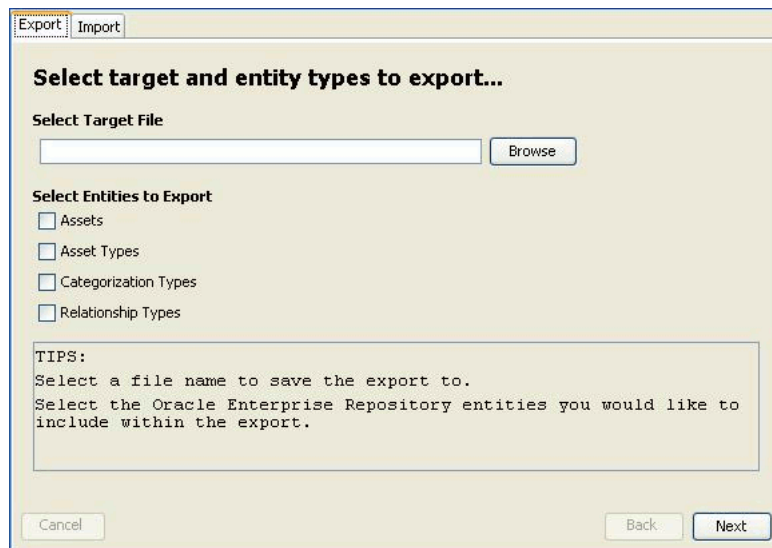 Export
Import
Select target and entity types to export...
Select Target File
Browse
Select Entities to Export
Assets
Asset Types
Categorization Types
Relationship Types
TIPS:
Select a file name to save the export to.
Select the Oracle Enterprise Repository entities you would like to
include within the export.
Cancel
Back
Next